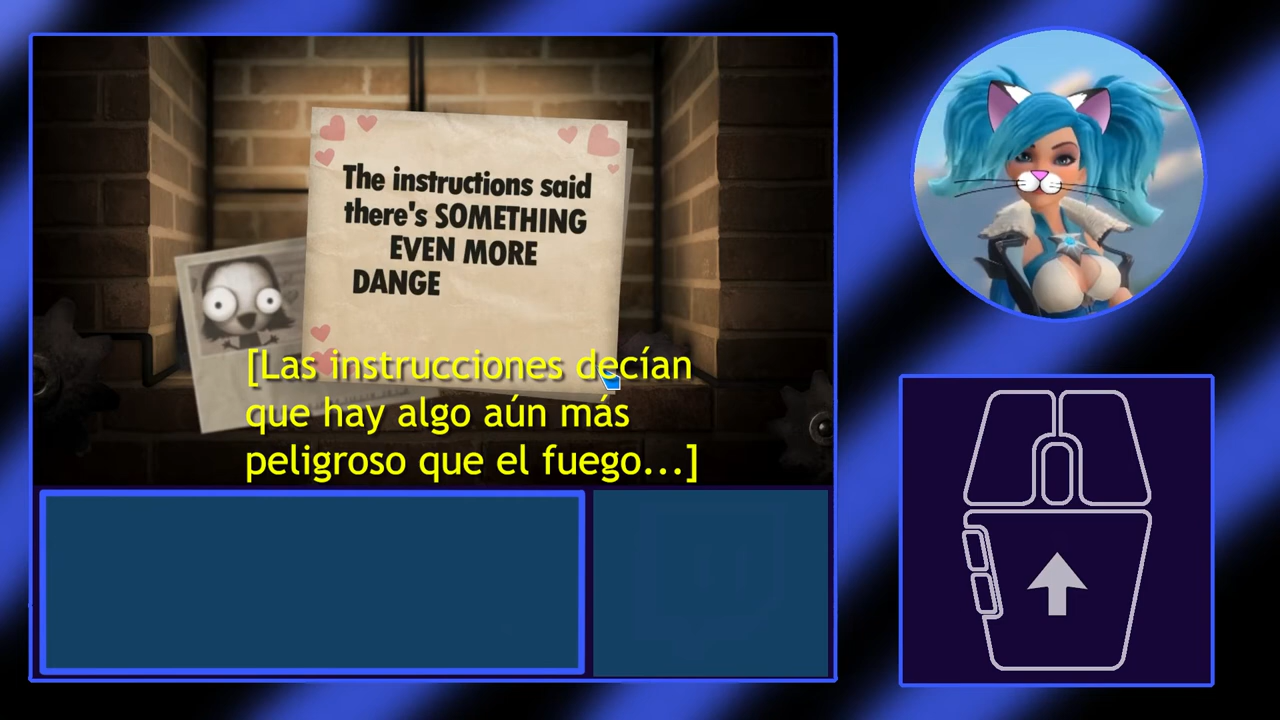 The instructions said
there's SOMETHING
EVEN MORE
DANGE
[Las instrucciones decían
que hay algo aún más
peligroso que el fuego...]